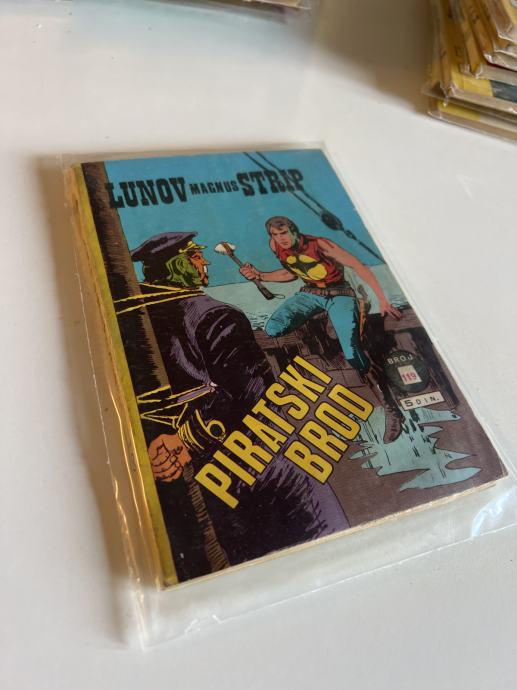 LUNOV MAGNUS STRIP
PIRATSKI
BROD
BROJ
119
5 DIN.